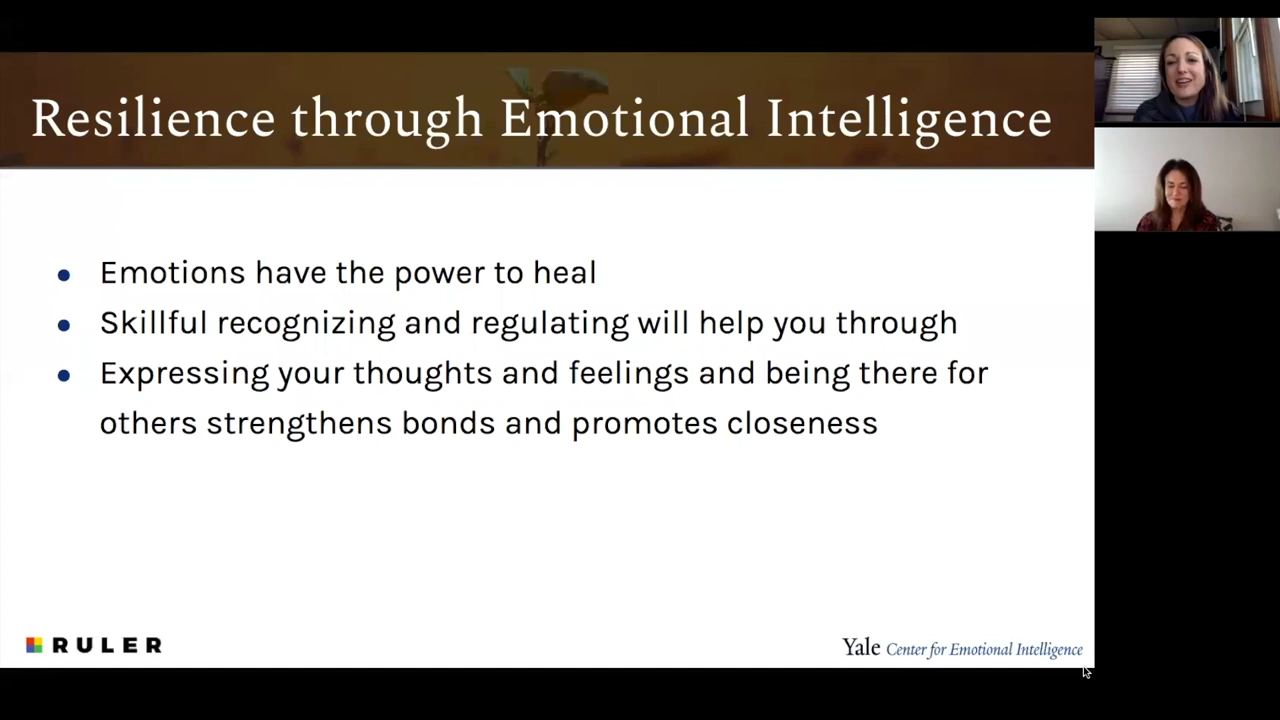 Resilience through Emotional Intelligence
● Emotions have the power to heal
● Skillful recognizing and regulating will help you through
● Expressing your thoughts and feelings and being there for
others strengthens bonds and promotes closeness
RULER
Yale Center for Emotional Intelligence